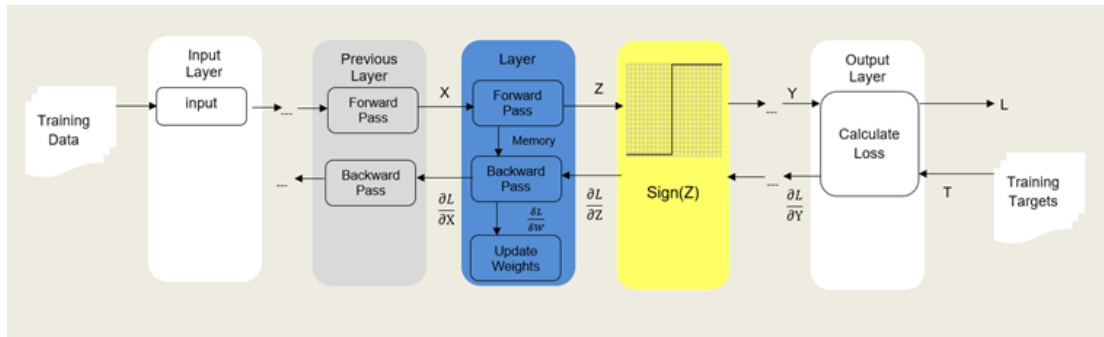 Training
Data
Input
Layer
input
...
Previous
Layer
Forward
Pass
Backward
Pass
...
X
∂L
∂X
Layer
Forward
Pass
Memory
Backward
Pass
δL
δW
Update
Weights
Z
∂L
∂Z
Sign(Z)
...
Y
...
∂L
∂Y
Output
Layer
Calculate
Loss
L
T
Training
Targets